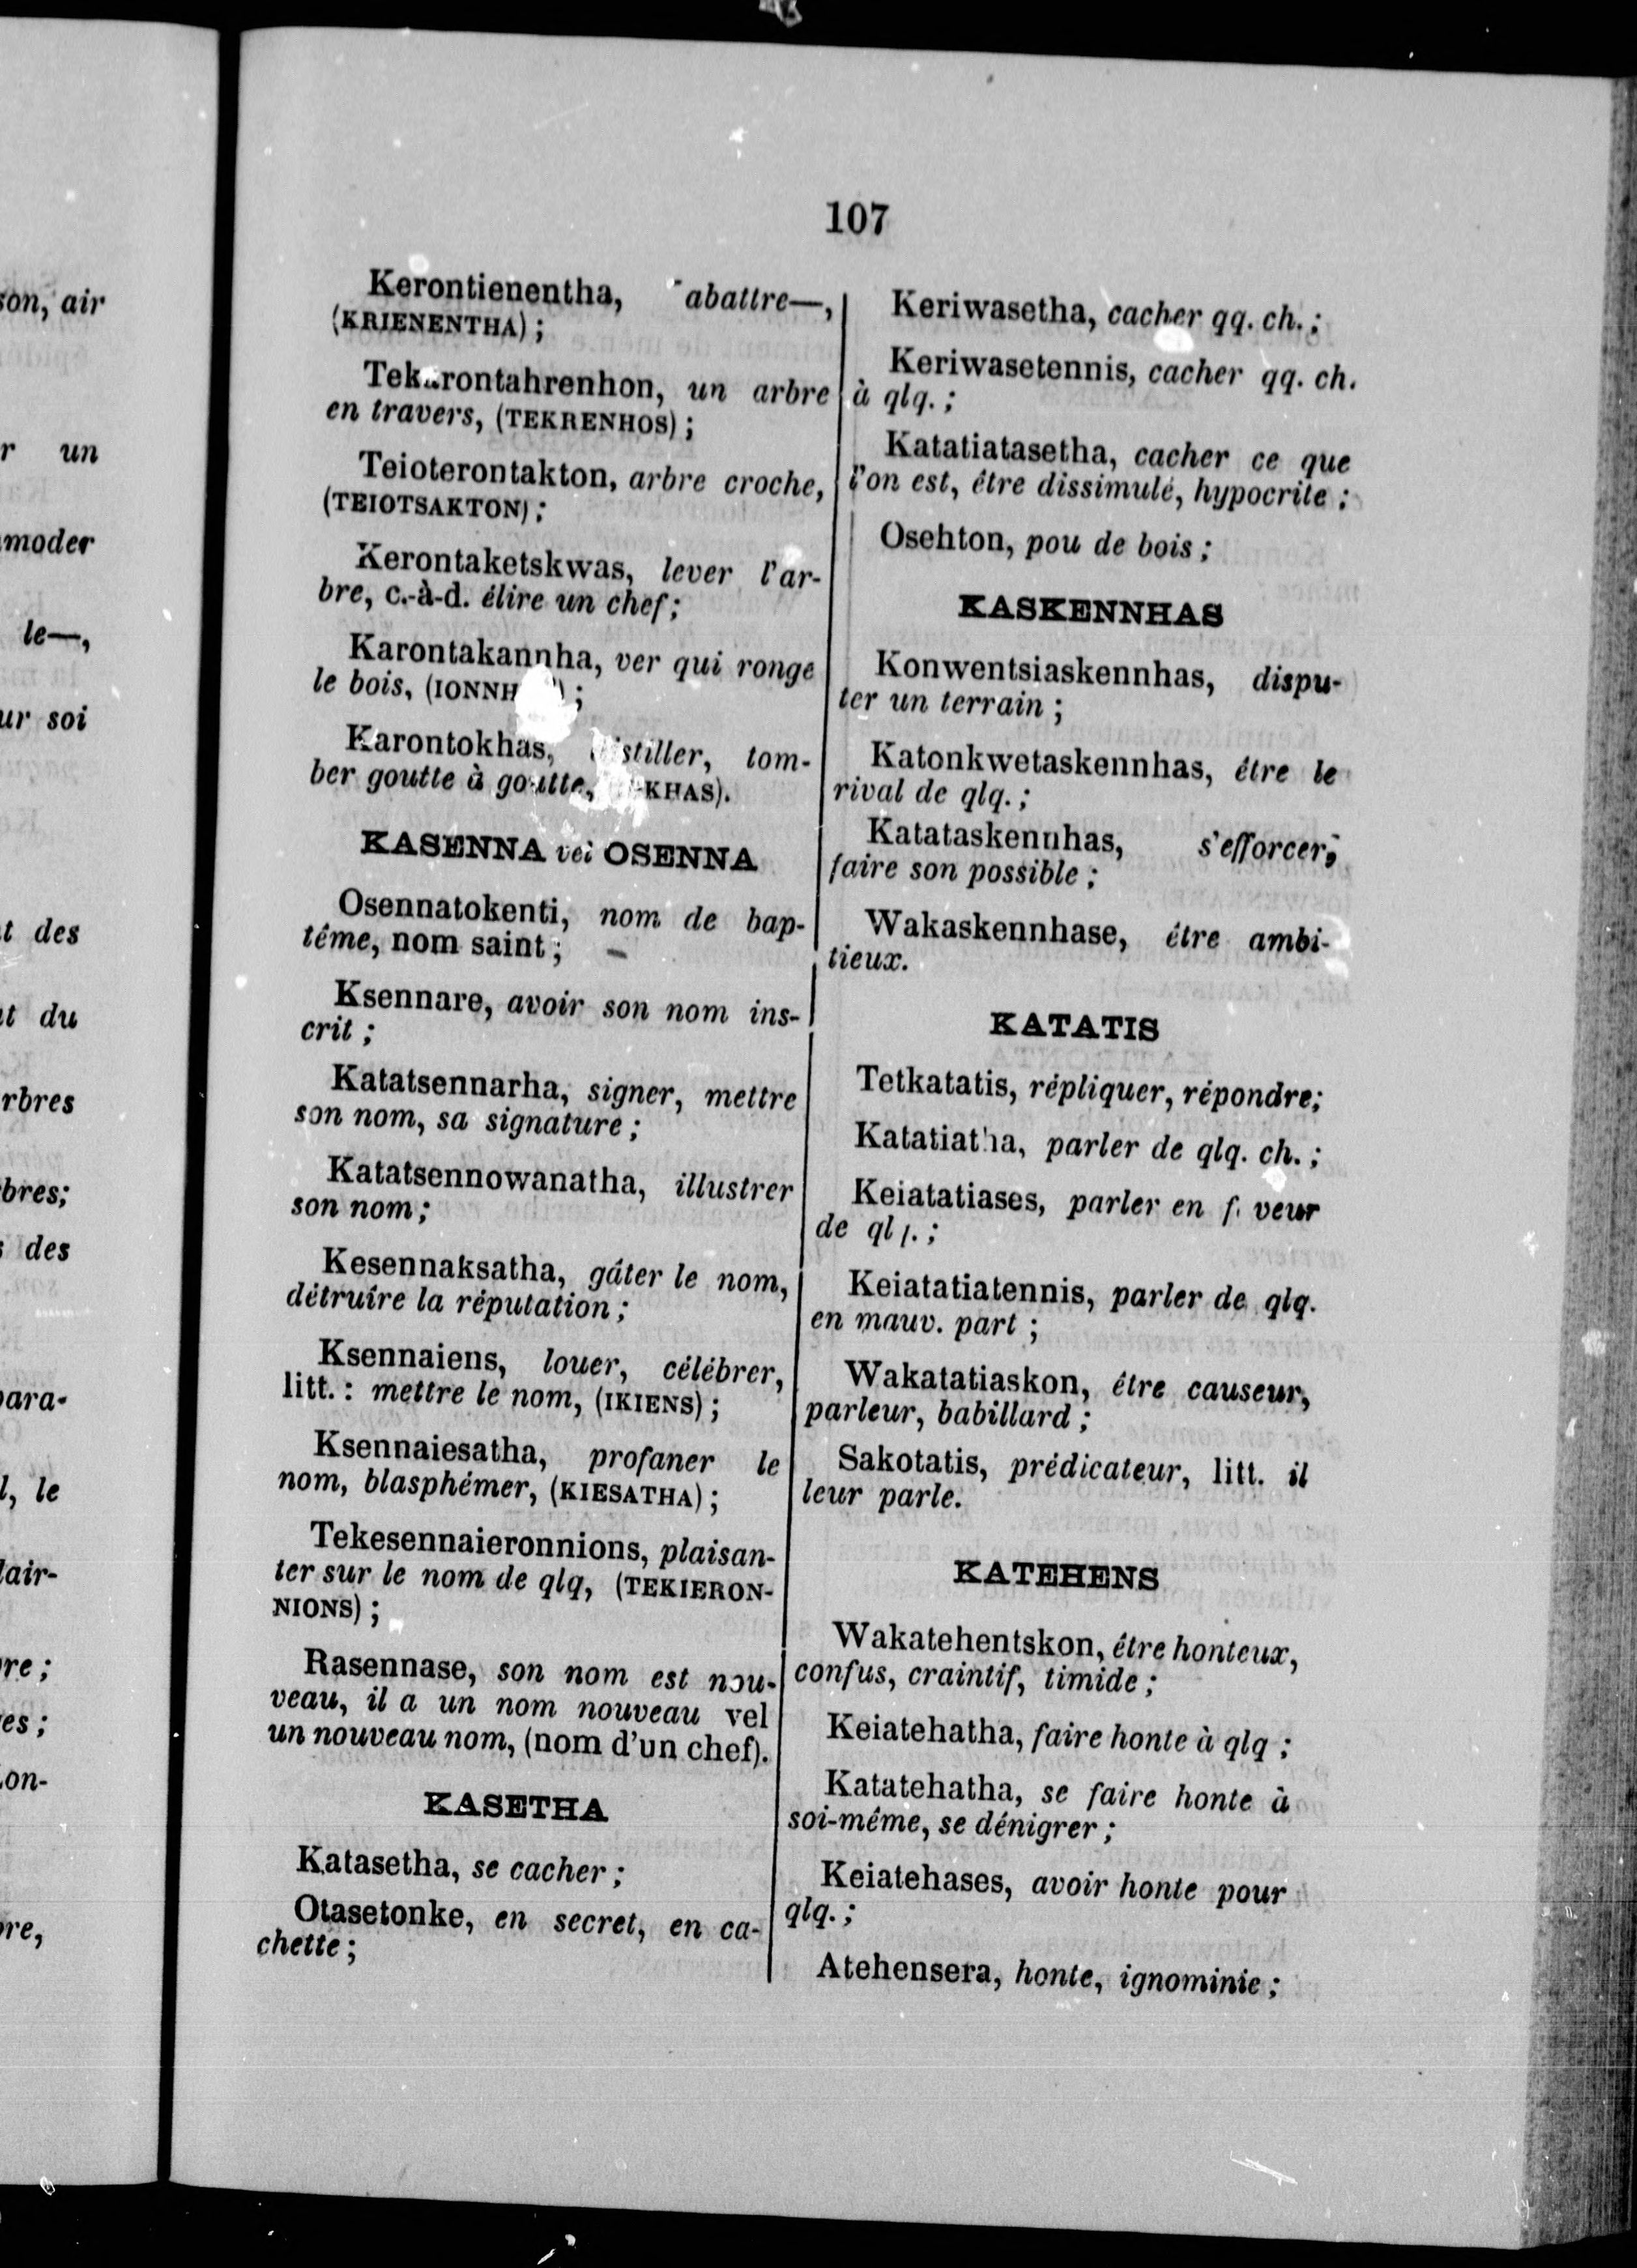 107
Kerontienentha, abattre—,
(KRIENENTHA) ;
Tekarontahrenhon, un arbre
en travers, (TEKRENHOS) ;
Teioterontakton, arbre croche,
(TEIOTSAKTON) ;
Kerontaketskwas, lever l'ar-
bre, c.-à-d. élire un chef ;
Karontakannha, ver qui ronge
le bois,
Karontokhas, distiller, tom-
ber goutte à goutte,
KASENNA vel OSENNA
Osennatokenti, nom de bap-
tême, nom saint ;
Ksennare, avoir son nom ins-
crit ;
Katatsennarha, signer, mettre
son nom, sa signature ;
Katatsennowanatha, illustrer
son nom ;
Kesennaksatha, gâter le nom,
détruire la réputation ;
Ksennaiens, louer, célébrer,
litt. : mettre le nom, (IKIENS) ;
Ksennaiesatha, profaner le
nom, blasphémer, (KIESATHA) ;
Tekesennaieronnions, plaisan-
ter sur le nom de qlq, (TEKIERON-
NIONS) ;
Rasennase, son nom est nou-
veau, il a un nom nouveau vel
un nouveau nom, (nom d'un chef).
KASETHA
Katasetha, se cacher ;
Otasetonke, en secret, en ca-
chette ;
Keriwasetha, cacher qq. ch. ;
Keriwasetennis, cacher qq. ch.
à qlq. ;
Katatiatasetha, cacher ce que
l'on est, être dissimulé, hypocrite ;
Osehton, pou de bois ;
KASKENNHAS
Konwentsiaskennhas, dispu-
ter un terrain ;
Katonkwetaskennhas, être le
rival de qlq. ;
Katataskennhas, s'efforcer,
faire son possible ;
Wakaskennhase, être ambi-
tieux.
KATATIS
Tetkatatis, répliquer, répondre;
Katatiatha, parler de qlq. ch. ;
Keiatatiases, parler en faveur
de qlq. ;
Keiatatiatennis, parler de qlq.
en mauv. part ;
Wakatatiaskon, être causeur,
parleur, babillard ;
Sakotatis, prédicateur, litt. il
leur parle.
KATEHENS
Wakatehentskon, être honteux,
confus, craintif, timide ;
Keiatehatha, faire honte à qlq ;
Katatehatha, se faire honte à
soi-même, se dénigrer ;
Keiatehases, avoir honte pour
qlq. ;
Atehensera, honte, ignominie ;